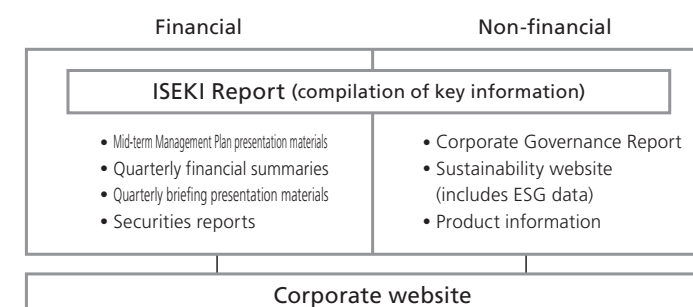 Financial
Non-financial
ISEKI Report (compilation of key information)
• Mid-term Management Plan presentation materials
• Quarterly financial summaries
• Quarterly briefing presentation materials
• Securities reports
• Corporate Governance Report
• Sustainability website
(includes ESG data)
• Product information
Corporate website